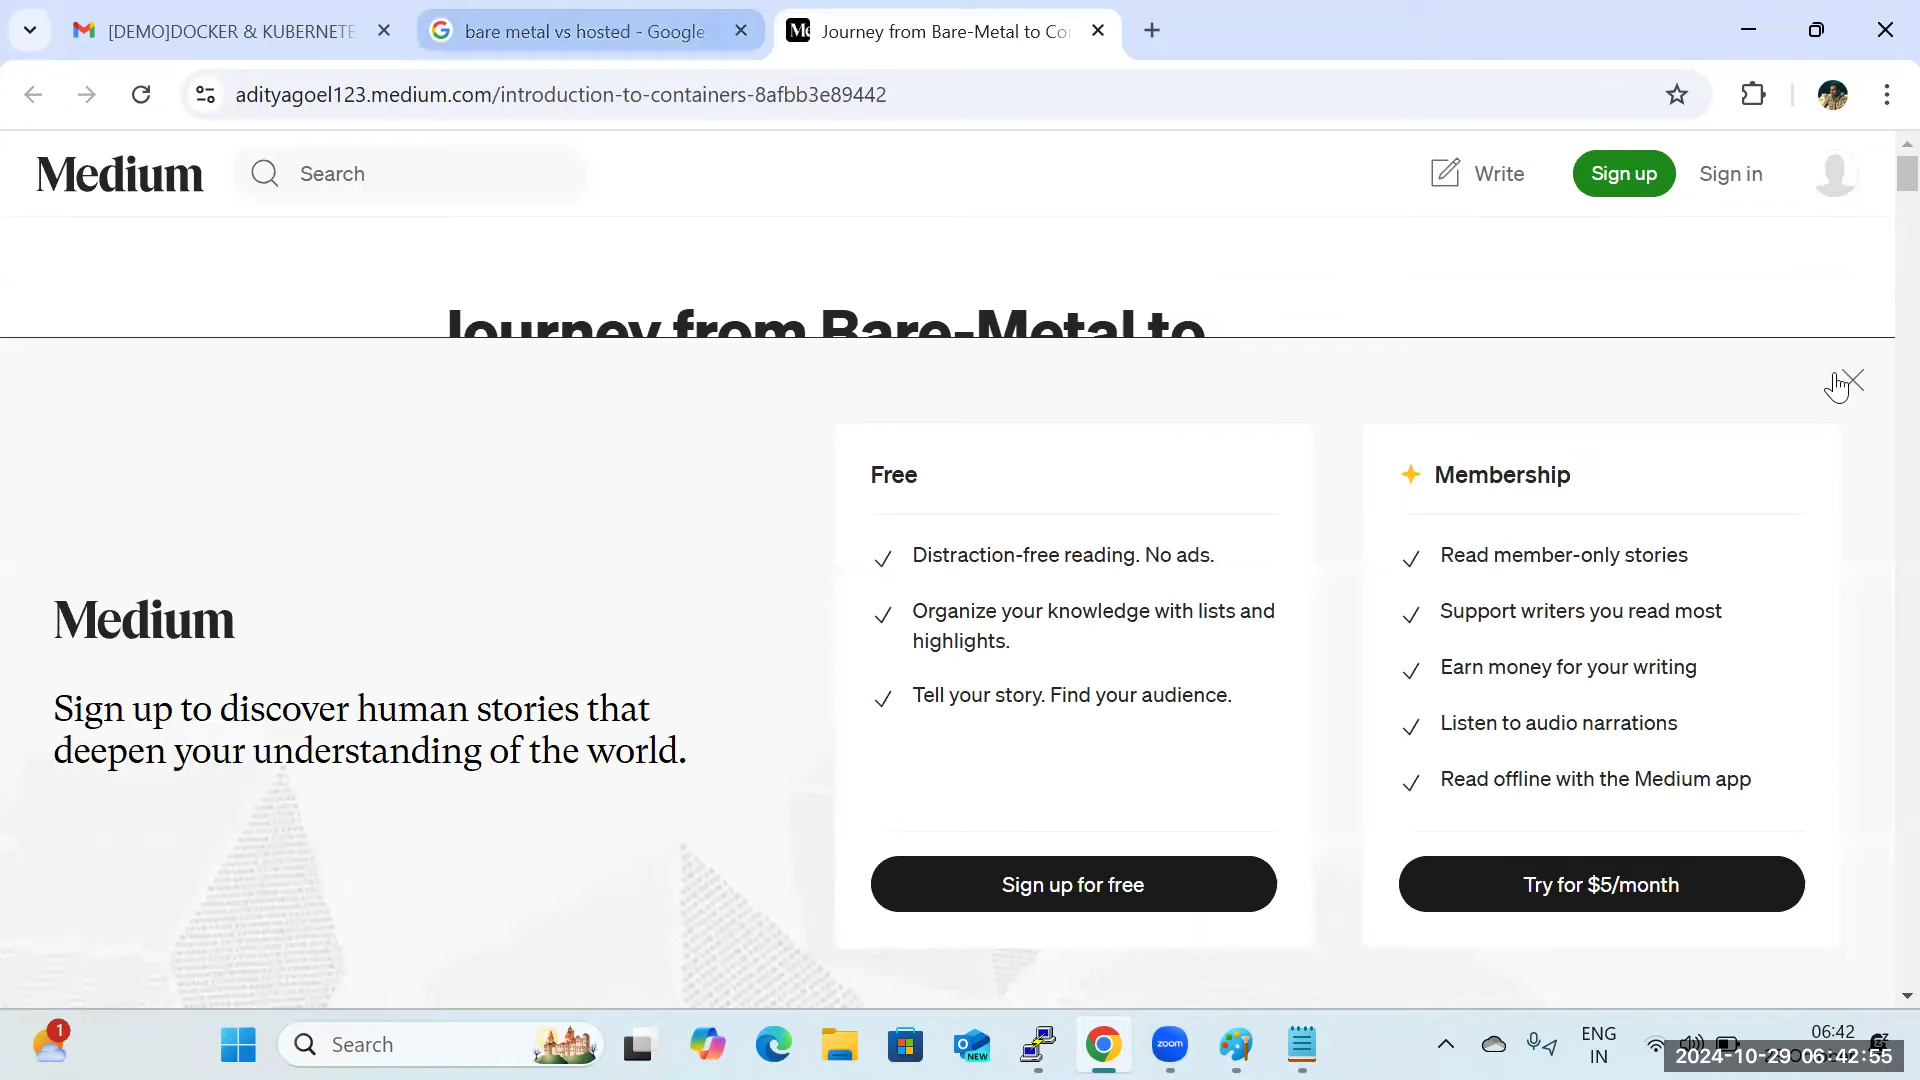 [DEMO]DOCKER & KUBERNETE
bare metal vs hosted - Google
Journey from Bare-Metal to Co
adityagoel123.medium.com/introduction-to-containers-8afbb3e89442
Medium
Search
Write
Sign up
Sign in
Journey from Bare-Metal to
Free
Distraction-free reading. No ads.
Organize your knowledge with lists and
highlights.
Tell your story. Find your audience.
Sign up for free
Membership
Read member-only stories
Support writers you read most
Earn money for your writing
Listen to audio narrations
Read offline with the Medium app
Try for $5/month
Medium
Sign up to discover human stories that
deepen your understanding of the world.
1
Search
NEW
zoom
ENG
IN
06:42
2024-10-29 06:42:55